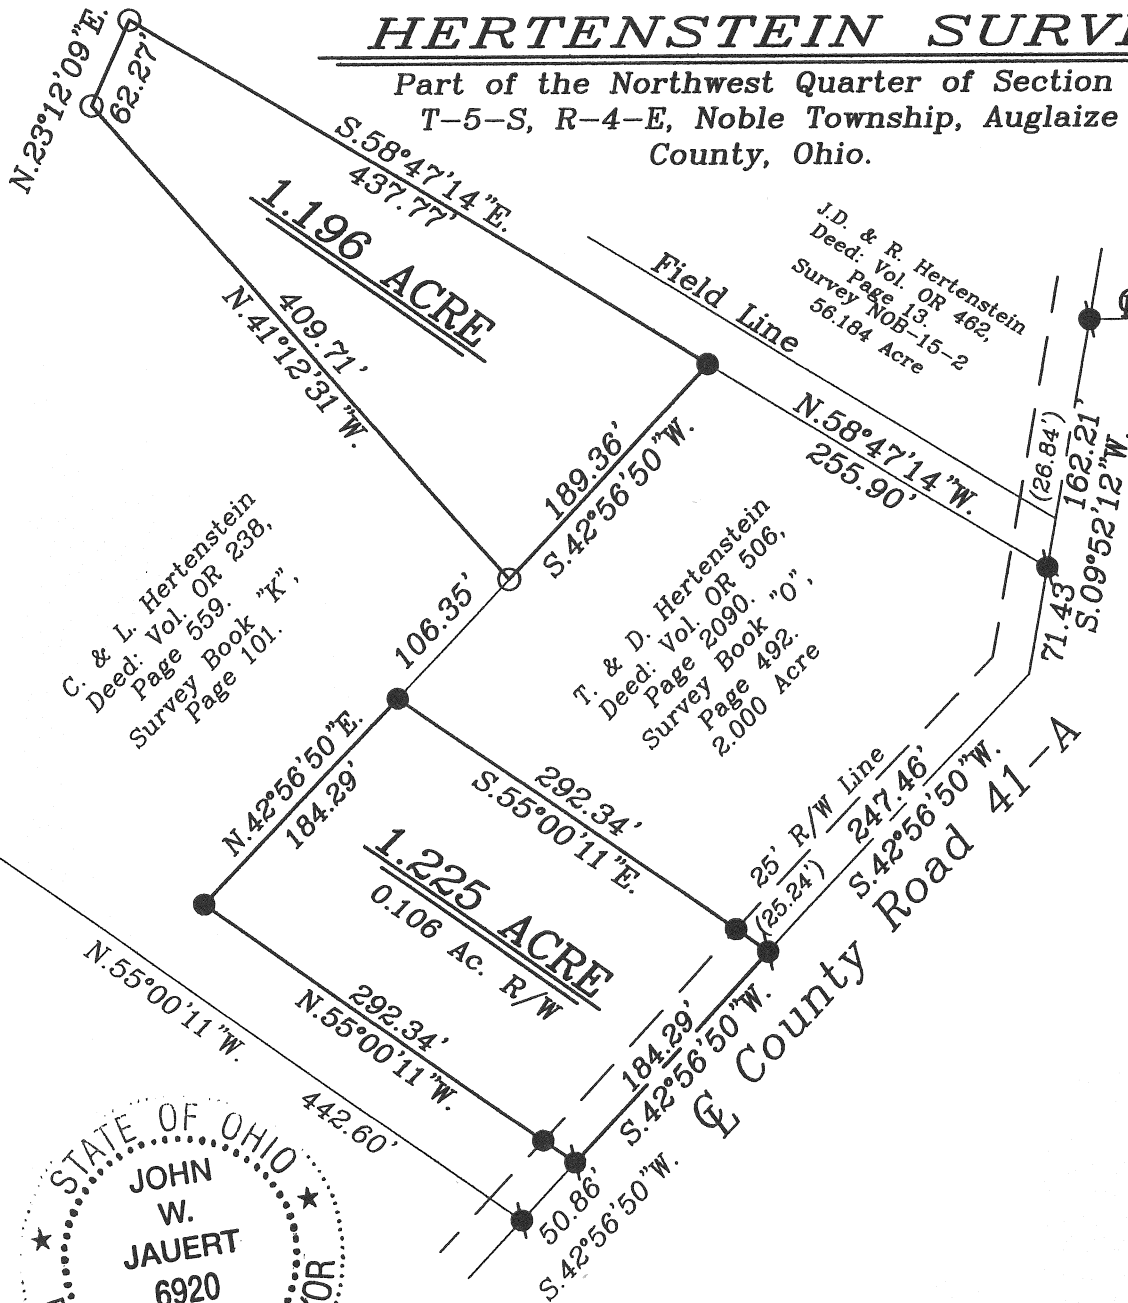 HERTENSTEIN SURVE
Part of the Northwest Quarter of Section
T-5-S, R-4-E, Noble Township, Auglaize
County, Ohio.
N.23°12'09"E.
62.27'
S.58°47'14"E.
437.77'
1.196 ACRE
409.71'
N.41°12'31"W.
Field Line
J.D. & R. Hertenstein
Deed: Vol. OR 462,
Page 13.
Survey NOB-15-2
56.184 Acre
N.58°47'14"W.
255.90'
(26.84')
162.21'
S.09°52'12"W.
71.43
189.36'
S.42°56'50"W.
106.35'
C. & L. Hertenstein
Deed: Vol. OR 238,
Page 559.
Survey Book "K",
Page 101.
T. & D. Hertenstein
Deed: Vol. OR 506,
Page 2090.
Survey Book "O",
Page 492.
2.000 Acre
N.42°56'50"E.
184.29'
292.34'
S.55°00'11"E.
1.225 ACRE
0.106 Ac. R/W
25' R/W Line
(25.24')
247.46'
S.42°56'50"W.
℄ County Road 41-A
292.34'
N.55°00'11"W.
184.29'
S.42°56'50"W.
N.55°00'11"W.
442.60'
50.86'
S.42°56'50"W.
STATE OF OHIO
JOHN
W.
JAUERT
6920